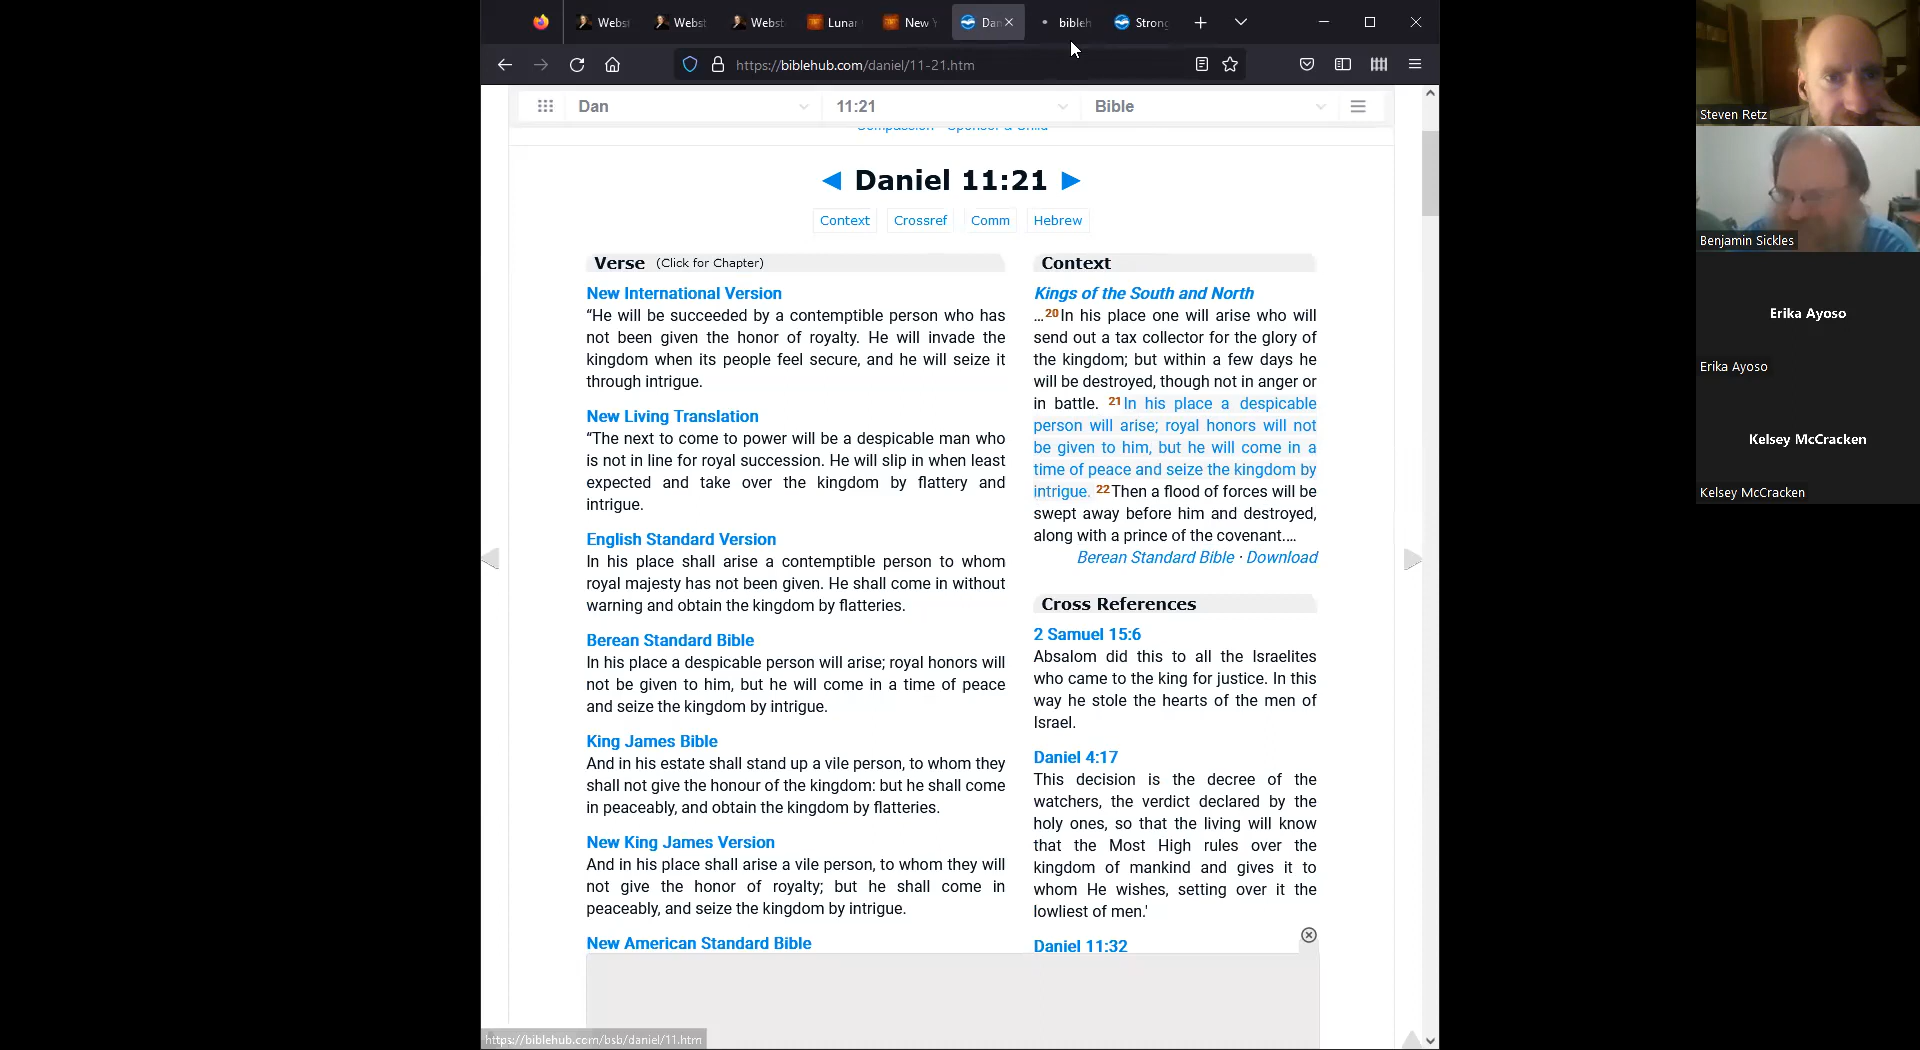 Webst
Webst
Webst
Lunar
New Y
Dan
bibleh
Strong
https://biblehub.com/daniel/11-21.htm
Dan
11:21
Bible
Daniel 11:21
Context
Crossref
Comm
Hebrew
Verse (Click for Chapter)
New International Version
“He will be succeeded by a contemptible person who has
not been given the honor of royalty. He will invade the
kingdom when its people feel secure, and he will seize it
through intrigue.
New Living Translation
“The next to come to power will be a despicable man who
is not in line for royal succession. He will slip in when least
expected and take over the kingdom by flattery and
intrigue.
English Standard Version
In his place shall arise a contemptible person to whom
royal majesty has not been given. He shall come in without
warning and obtain the kingdom by flatteries.
Berean Standard Bible
In his place a despicable person will arise; royal honors will
not be given to him, but he will come in a time of peace
and seize the kingdom by intrigue.
King James Bible
And in his estate shall stand up a vile person, to whom they
shall not give the honour of the kingdom: but he shall come
in peaceably, and obtain the kingdom by flatteries.
New King James Version
And in his place shall arise a vile person, to whom they will
not give the honor of royalty; but he shall come in
peaceably, and seize the kingdom by intrigue.
New American Standard Bible
Context
Kings of the South and North
…20In his place one will arise who will
send out a tax collector for the glory of
the kingdom; but within a few days he
will be destroyed, though not in anger or
in battle. 21In his place a despicable
person will arise; royal honors will not
be given to him, but he will come in a
time of peace and seize the kingdom by
intrigue. 22Then a flood of forces will be
swept away before him and destroyed,
along with a prince of the covenant.…
Berean Standard Bible · Download
Cross References
2 Samuel 15:6
Absalom did this to all the Israelites
who came to the king for justice. In this
way he stole the hearts of the men of
Israel.
Daniel 4:17
This decision is the decree of the
watchers, the verdict declared by the
holy ones, so that the living will know
that the Most High rules over the
kingdom of mankind and gives it to
whom He wishes, setting over it the
lowliest of men.'
Daniel 11:32
https://biblehub.com/bsb/daniel/11.htm
Steven Retz
Benjamin Sickles
Erika Ayoso
Erika Ayoso
Kelsey McCracken
Kelsey McCracken